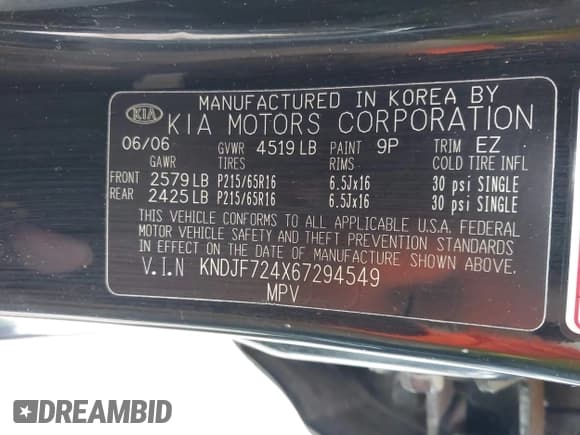 MANUFACTURED IN KOREA BY
KIA KIA MOTORS CORPORATION
06/06 GVWR 4519 LB PAINT 9P TRIM EZ
GAWR TIRES RIMS COLD TIRE INFL
FRONT 2579 LB P215/65R16 6.5Jx16 30 psi SINGLE
REAR 2425 LB P215/65R16 6.5Jx16 30 psi SINGLE
THIS VEHICLE CONFORMS TO ALL APPLICABLE U.S.A. FEDERAL
MOTOR VEHICLE SAFETY AND THEFT PREVENTION STANDARDS
IN EFFECT ON THE DATE OF MANUFACTURE SHOWN ABOVE.
V.I.N KNDJF724X67294549
MPV
DREAMBID